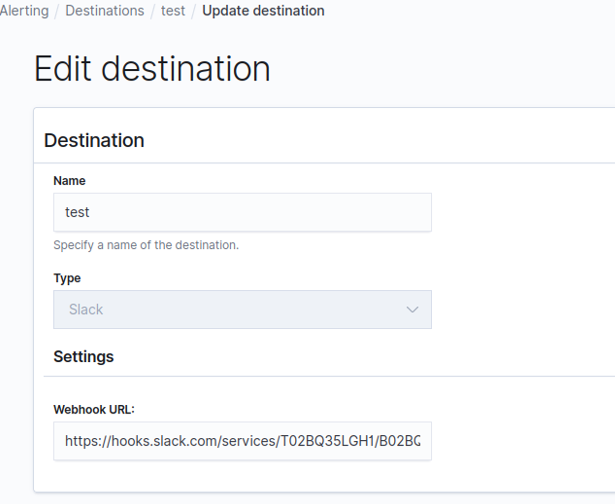 Alerting / Destinations / test / Update destination
Edit destination
Destination
Name
test
Specify a name of the destination.
Type
Slack
Settings
Webhook URL:
https://hooks.slack.com/services/T02BQ35LGH1/B02BQ